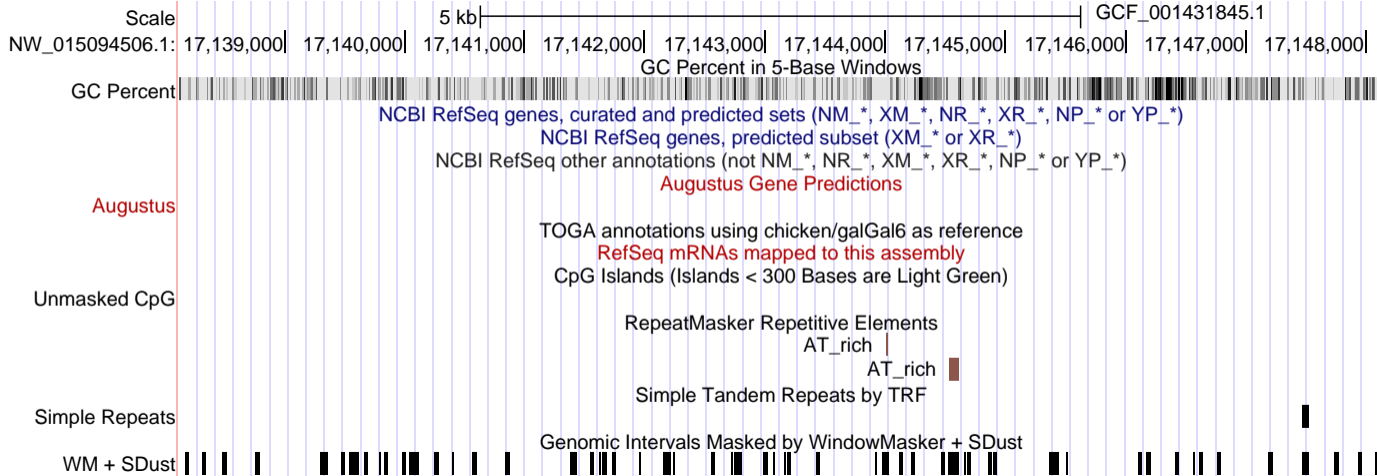 Scale 5 kb GCF_001431845.1
NW_015094506.1: 17,139,000 17,140,000 17,141,000 17,142,000 17,143,000 17,144,000 17,145,000 17,146,000 17,147,000 17,148,000
GC Percent in 5-Base Windows
GC Percent
NCBI RefSeq genes, curated and predicted sets (NM_*, XM_*, NR_*, XR_*, NP_* or YP_*)
NCBI RefSeq genes, predicted subset (XM_* or XR_*)
NCBI RefSeq other annotations (not NM_*, NR_*, XM_*, XR_*, NP_* or YP_*)
Augustus Gene Predictions
Augustus
TOGA annotations using chicken/galGal6 as reference
RefSeq mRNAs mapped to this assembly
CpG Islands (Islands < 300 Bases are Light Green)
Unmasked CpG
RepeatMasker Repetitive Elements
AT_rich
AT_rich
Simple Tandem Repeats by TRF
Simple Repeats
Genomic Intervals Masked by WindowMasker + SDust
WM + SDust